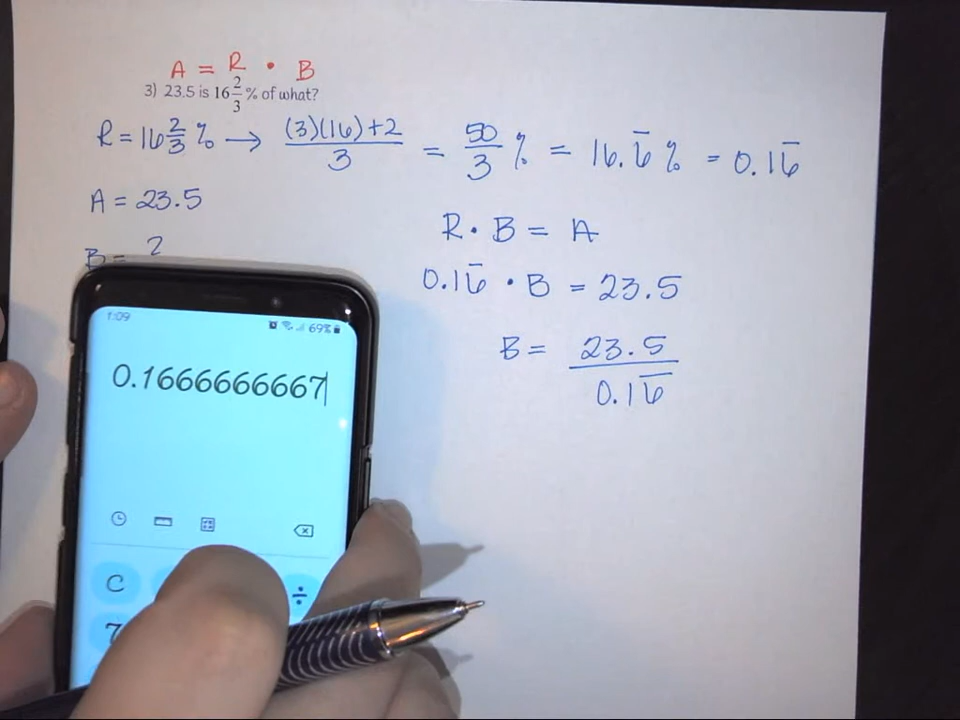 A = R • B
3) 23.5 is 16 2/3 % of what?
R = 16 2/3 % → (3)(16)+2 / 3 = 50/3 % = 16.6̅ % = 0.16̅
A = 23.5
R · B = A
B = ?
0.16̅ · B = 23.5
B = 23.5 / 0.16̅
1:09
69%
0.1666666667
C
÷
7